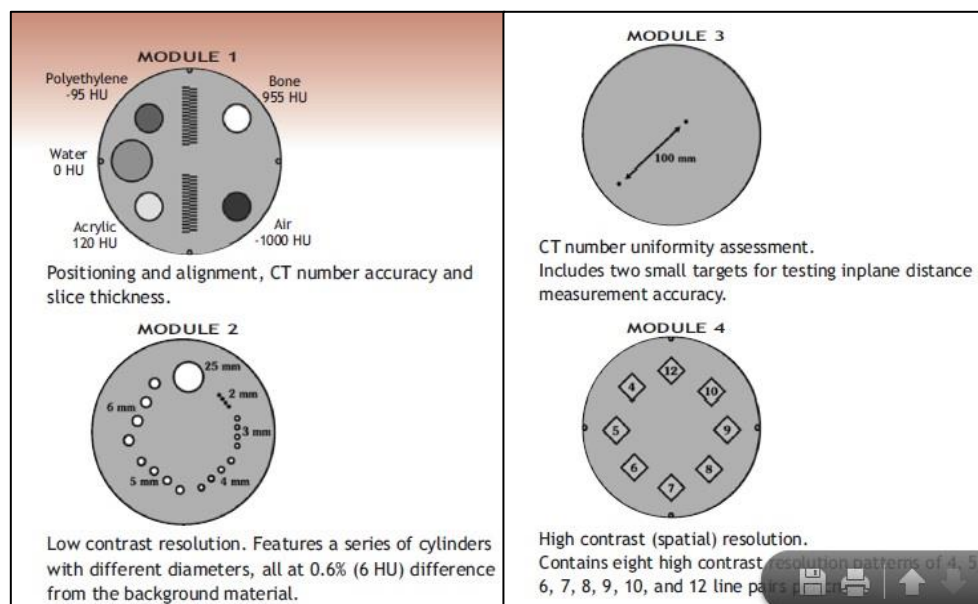 MODULE 1
Polyethylene
-95 HU
Bone
955 HU
Water
0 HU
Acrylic
120 HU
Air
-1000 HU
Positioning and alignment, CT number accuracy and
slice thickness.
MODULE 2
25 mm
2 mm
6 mm
3 mm
5 mm
4 mm
Low contrast resolution. Features a series of cylinders
with different diameters, all at 0.6% (6 HU) difference
from the background material.
MODULE 3
100 mm
CT number uniformity assessment.
Includes two small targets for testing inplane distance
measurement accuracy.
MODULE 4
12
4
10
5
9
6
8
7
High contrast (spatial) resolution.
Contains eight high contrast resolution patterns of 4, 5
6, 7, 8, 9, 10, and 12 line pairs